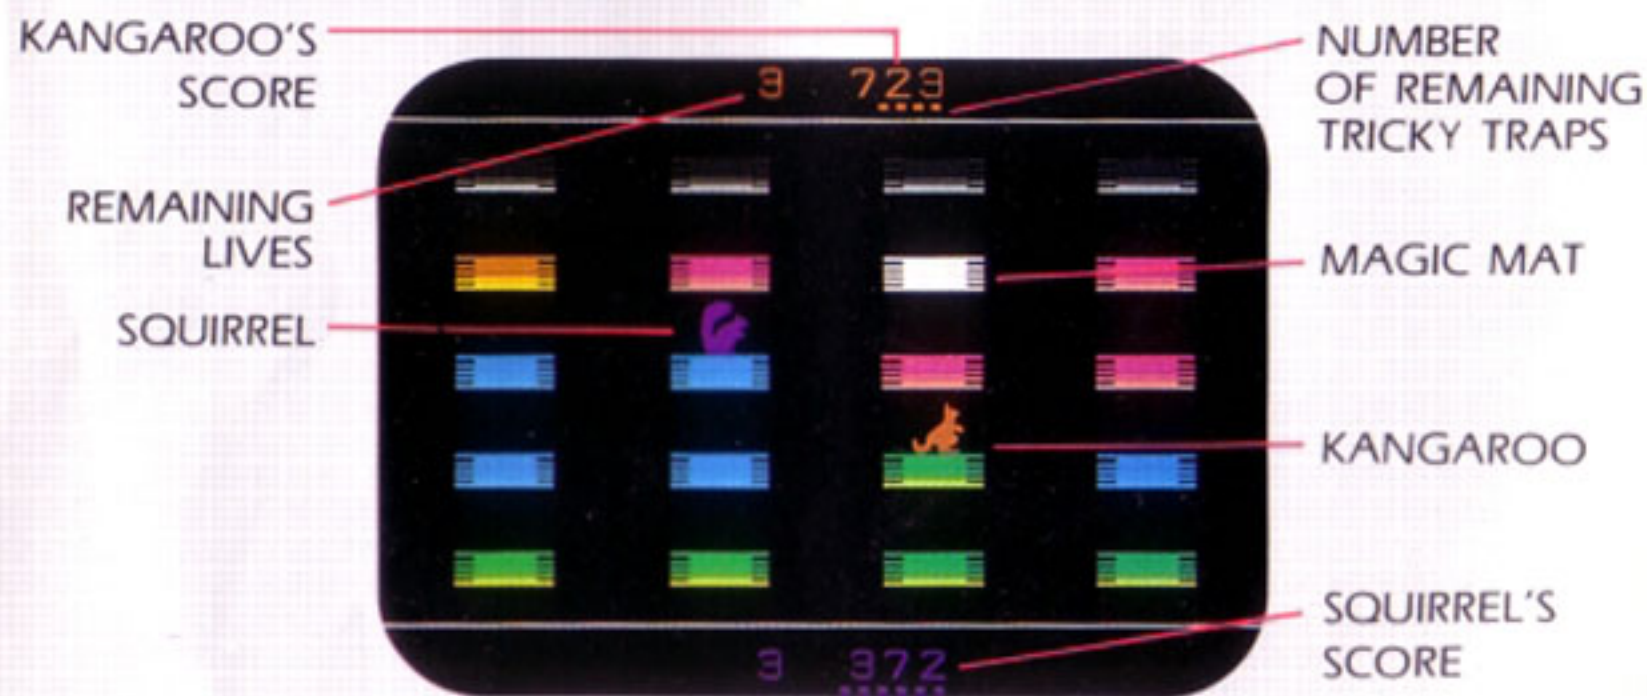 KANGAROO'S
SCORE
REMAINING
LIVES
SQUIRREL
3 723
NUMBER
OF REMAINING
TRICKY TRAPS
MAGIC MAT
KANGAROO
SQUIRREL'S
SCORE
3 372